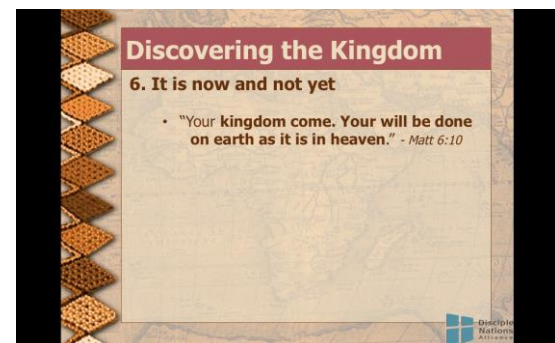 Discovering the Kingdom
6. It is now and not yet
• "Your kingdom come. Your will be done
on earth as it is in heaven." - Matt 6:10
Disciple
Nations
Alliance